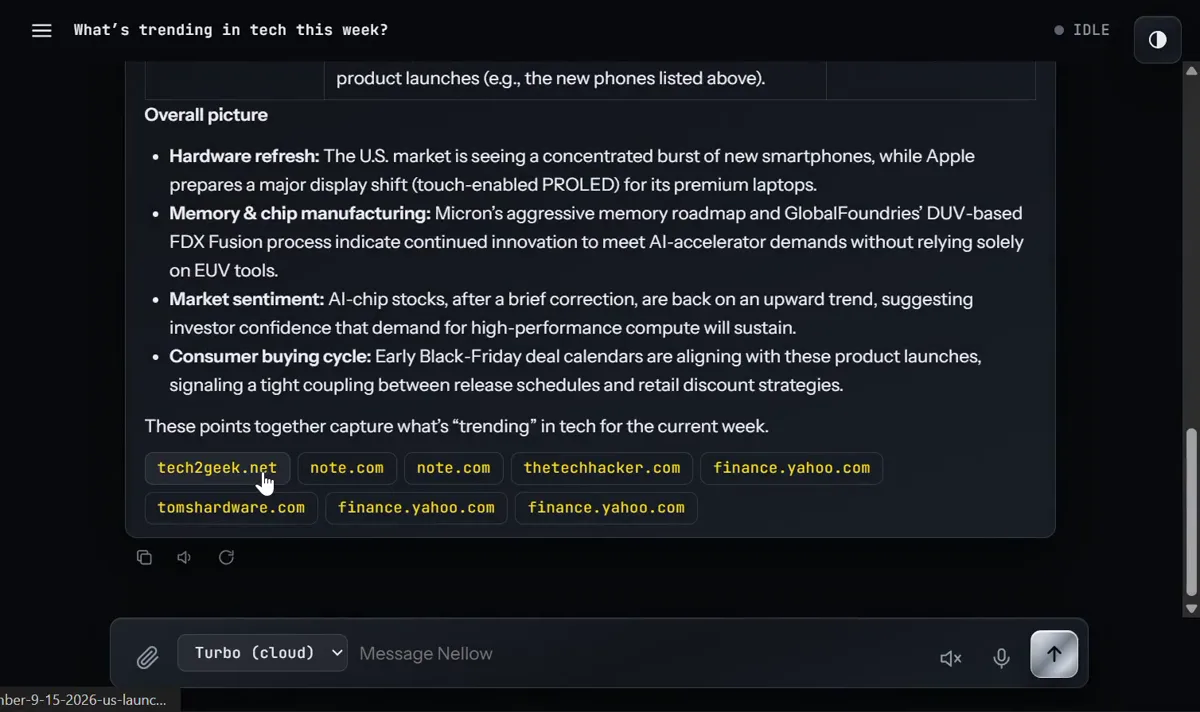 What’s trending in tech this week?
IDLE
product launches (e.g., the new phones listed above).
Overall picture
• Hardware refresh: The U.S. market is seeing a concentrated burst of new smartphones, while Apple
prepares a major display shift (touch-enabled PROLED) for its premium laptops.
• Memory & chip manufacturing: Micron’s aggressive memory roadmap and GlobalFoundries’ DUV-based
FDX Fusion process indicate continued innovation to meet AI-accelerator demands without relying solely
on EUV tools.
• Market sentiment: AI-chip stocks, after a brief correction, are back on an upward trend, suggesting
investor confidence that demand for high-performance compute will sustain.
• Consumer buying cycle: Early Black-Friday deal calendars are aligning with these product launches,
signaling a tight coupling between release schedules and retail discount strategies.
These points together capture what’s “trending” in tech for the current week.
tech2geek.net note.com note.com thetechhacker.com finance.yahoo.com
tomshardware.com finance.yahoo.com finance.yahoo.com
Turbo (cloud) Message Nellow
mber-9-15-2026-us-launc...